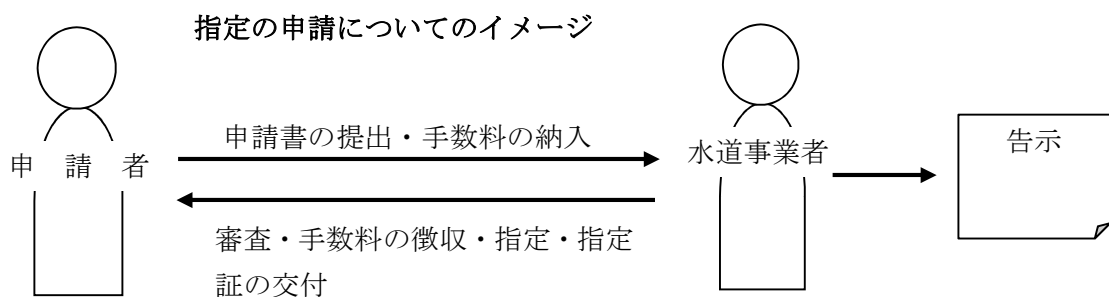 指定の申請についてのイメージ
申請書の提出・手数料の納入
申 請 者
水道事業者
告示
審査・手数料の徴収・指定・指定
証の交付